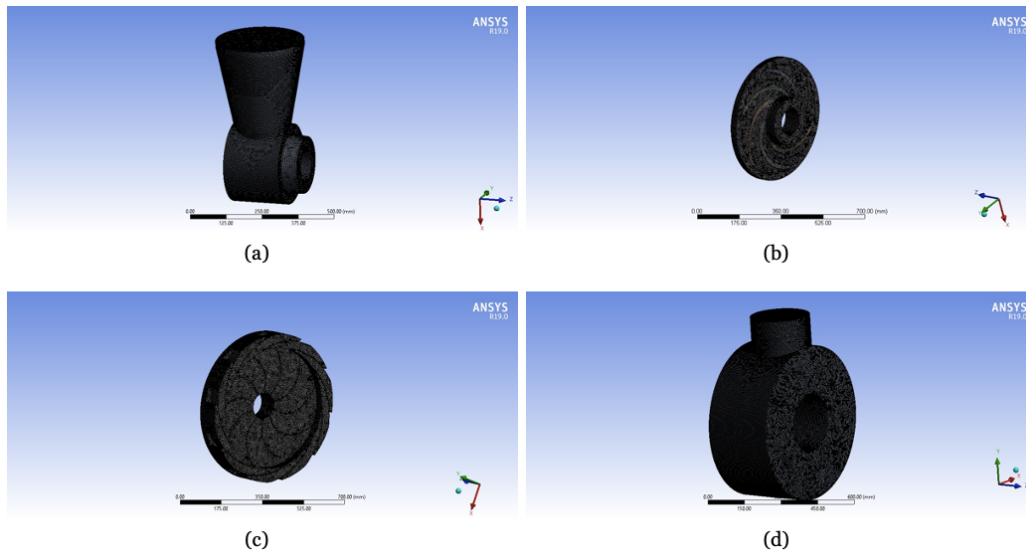 ANSYS
R19.0
0.00 250.00 500.00 (mm)
125.00 375.00
Y
Z
X
(a)
ANSYS
R19.0
0.00 350.00 700.00 (mm)
175.00 525.00
Z
Y
X
(b)
ANSYS
R19.0
0.00 350.00 700.00 (mm)
175.00 525.00
Y
X
(c)
ANSYS
R19.0
0.00 600.00 (mm)
150.00 450.00
Y
X
Z
(d)